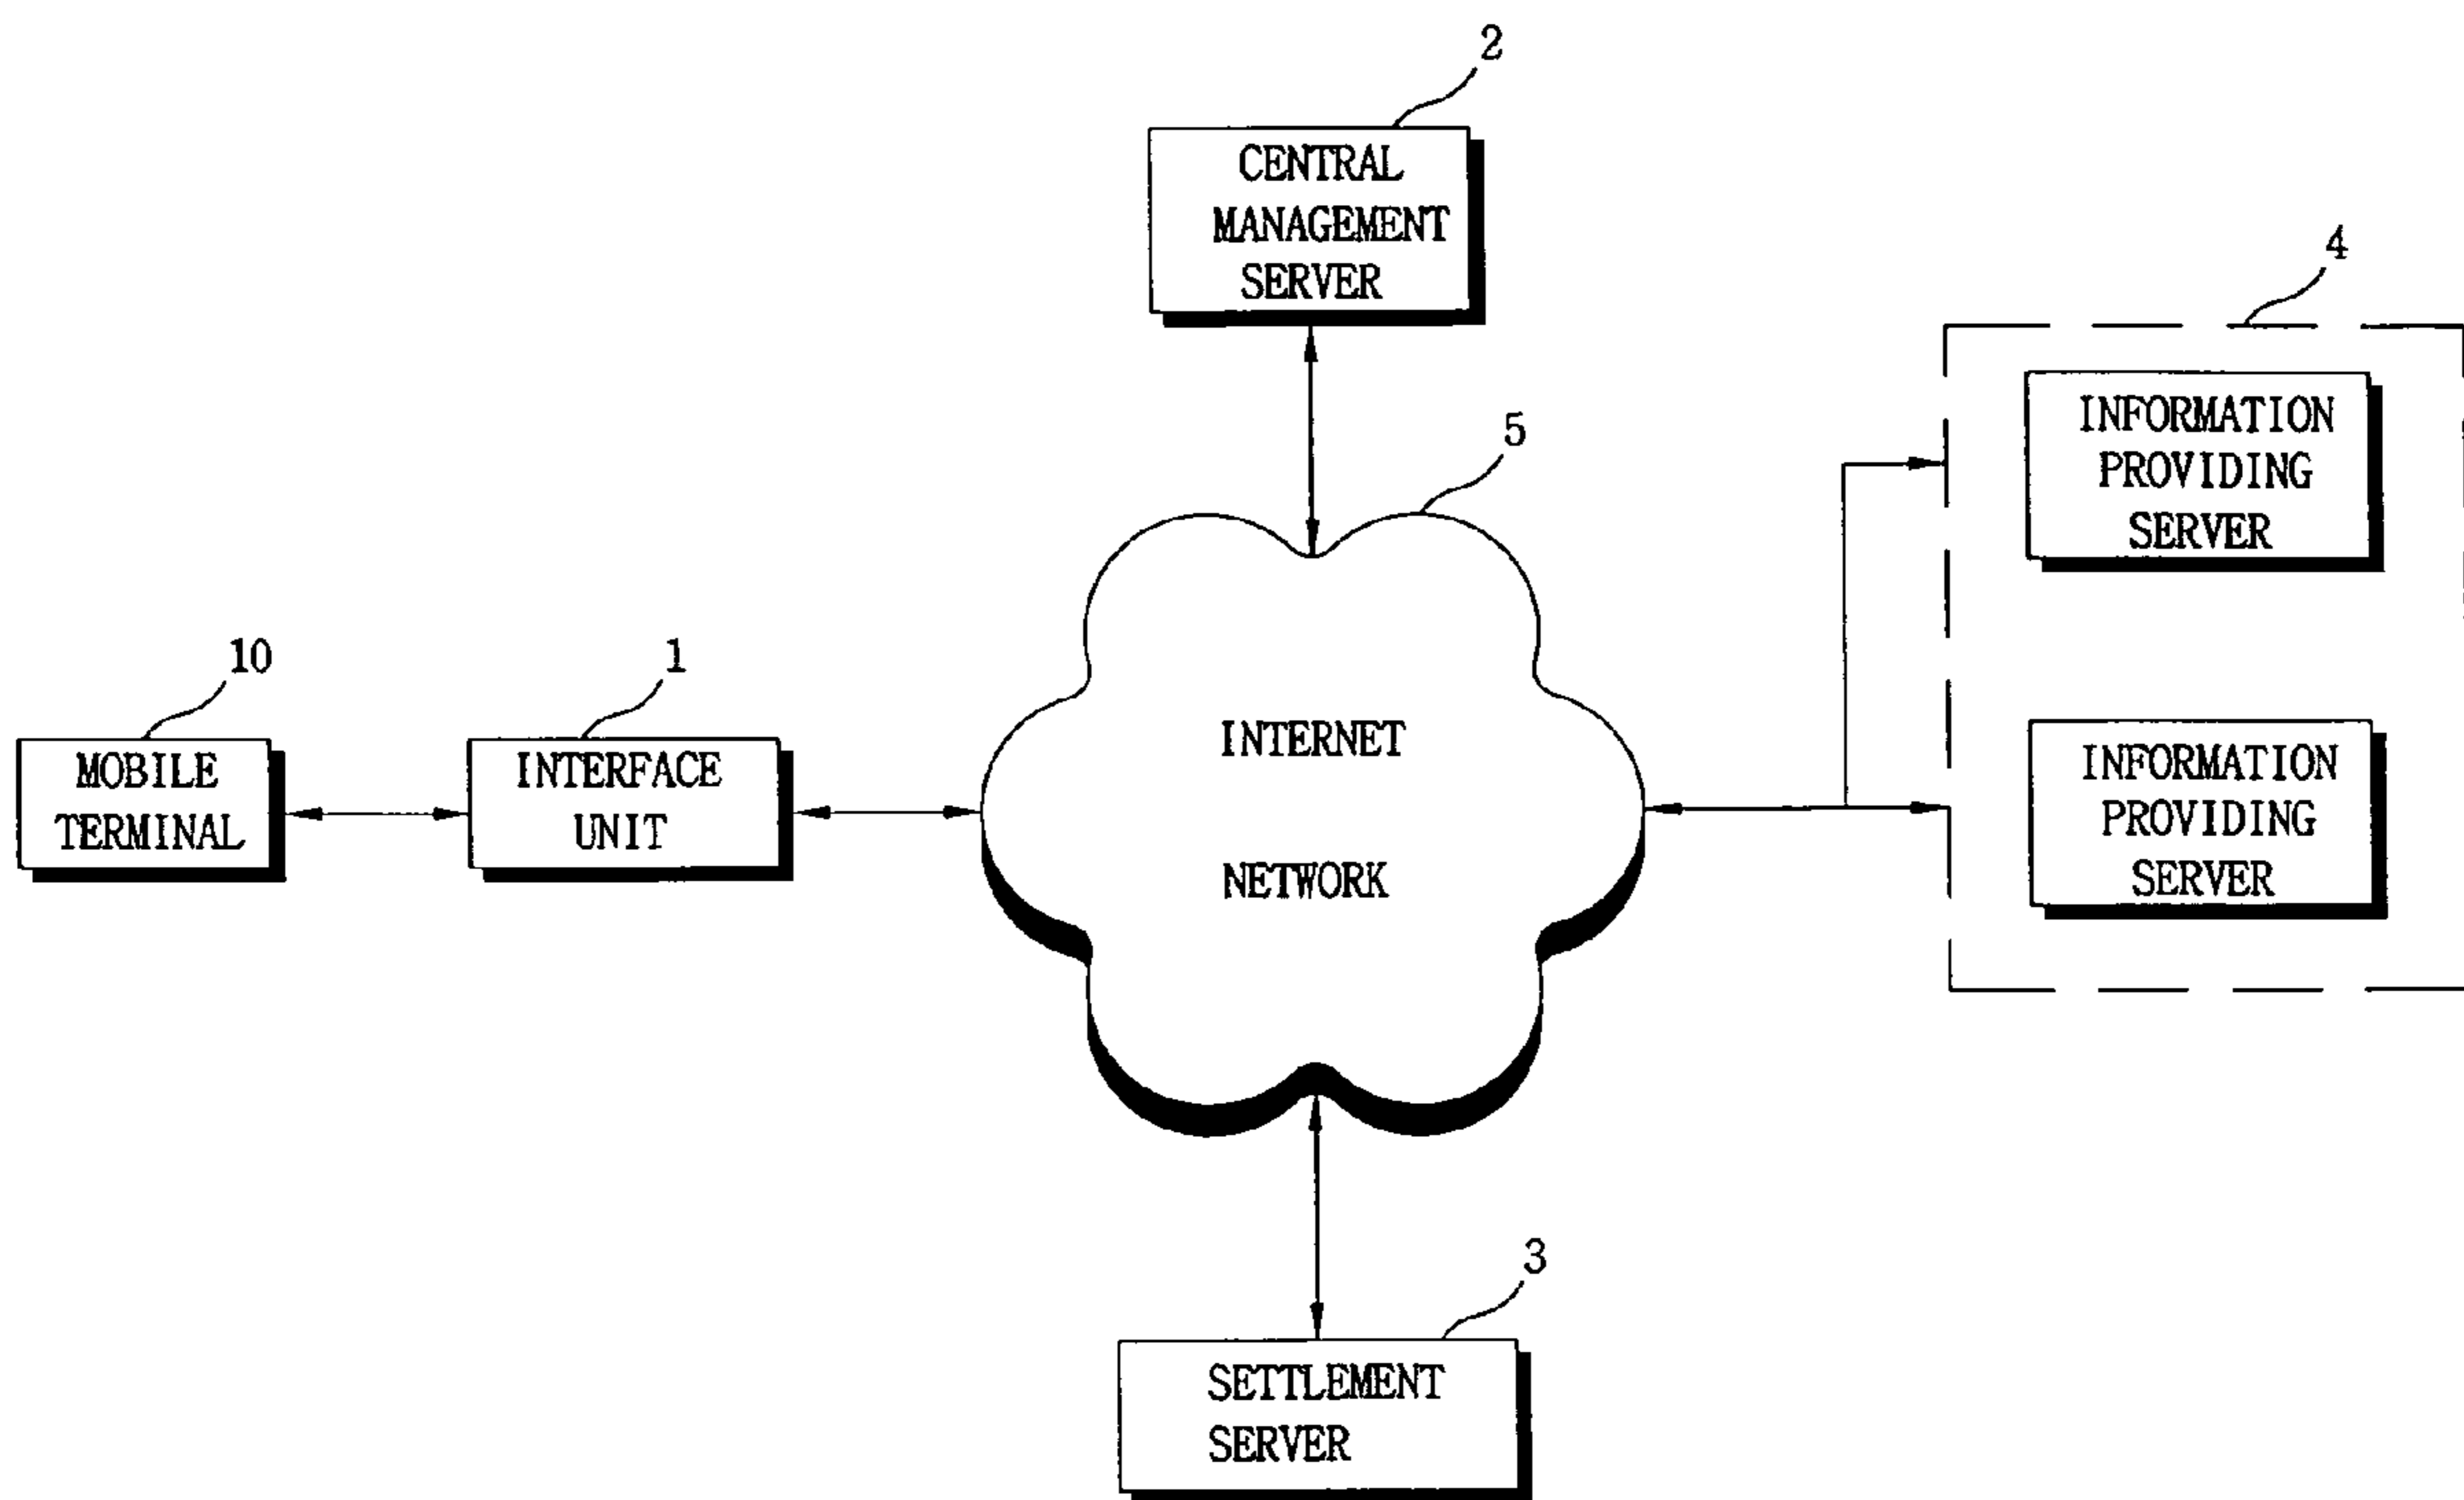 2
CENTRAL
MANAGEMENT
SERVER
4
INFORMATION
PROVIDING
SERVER
5
10
1
MOBILE
TERMINAL
INTERFACE
UNIT
INTERNET
NETWORK
INFORMATION
PROVIDING
SERVER
3
SETTLEMENT
SERVER